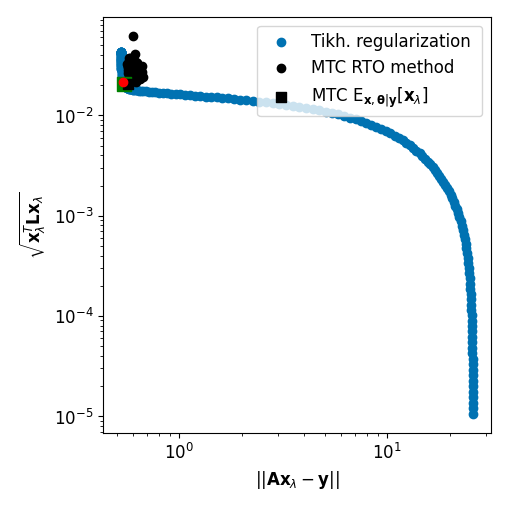 Tikh. regularization
MTC RTO method
MTC E_{x,θ|y}[x_λ]
10^{-2}
10^{-3}
10^{-4}
10^{-5}
√(x_λ^T L x_λ)
10^0
10^1
||Ax_λ − y||